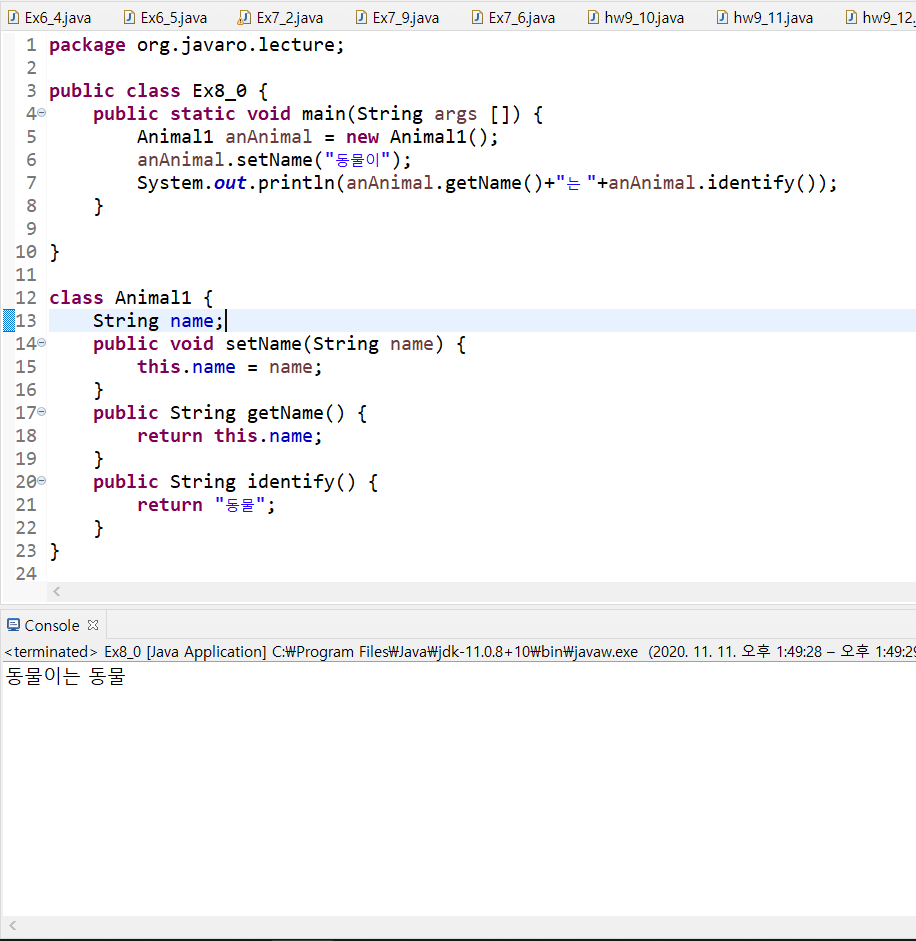 Ex6_4.java Ex6_5.java Ex7_2.java Ex7_9.java Ex7_6.java hw9_10.java hw9_11.java hw9_12.
1 package org.javaro.lecture;
2
3 public class Ex8_0 {
4 public static void main(String args []) {
5 Animal1 anAnimal = new Animal1();
6 anAnimal.setName("동물이");
7 System.out.println(anAnimal.getName()+"는 "+anAnimal.identify());
8 }
9
10 }
11
12 class Animal1 {
13 String name;
14 public void setName(String name) {
15 this.name = name;
16 }
17 public String getName() {
18 return this.name;
19 }
20 public String identify() {
21 return "동물";
22 }
23 }
24
Console
<terminated> Ex8_0 [Java Application] C:₩Program Files₩Java₩jdk-11.0.8+10₩bin₩javaw.exe (2020. 11. 11. 오후 1:49:28 – 오후 1:49:29
동물이는 동물